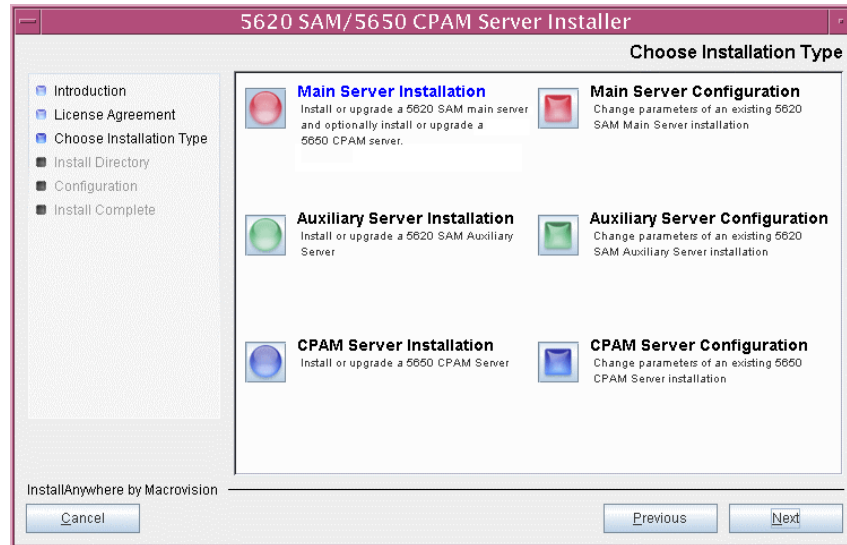 5620 SAM/5650 CPAM Server Installer
Choose Installation Type
Introduction
License Agreement
Choose Installation Type
Install Directory
Configuration
Install Complete
Main Server Installation
Install or upgrade a 5620 SAM main server
and optionally install or upgrade a
5650 CPAM server.
Main Server Configuration
Change parameters of an existing 5620
SAM Main Server installation
Auxiliary Server Installation
Install or upgrade a 5620 SAM Auxiliary
Server
Auxiliary Server Configuration
Change parameters of an existing 5620
SAM Auxiliary Server installation
CPAM Server Installation
Install or upgrade a 5650 CPAM Server
CPAM Server Configuration
Change parameters of an existing 5650
CPAM Server installation
InstallAnywhere by Macrovision
Cancel
Previous
Next